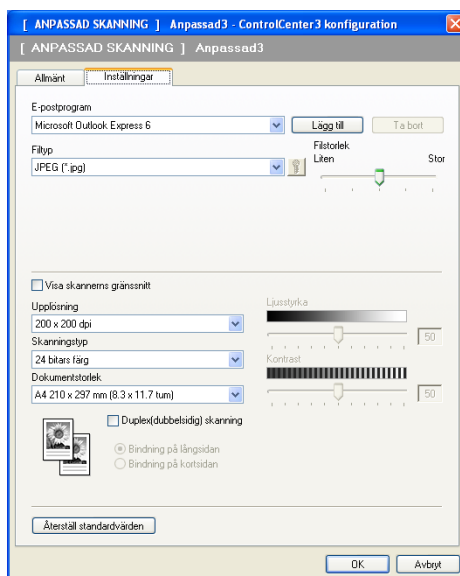 [ ANPASSAD SKANNING ] Anpassad3 - ControlCenter3 konfiguration
[ ANPASSAD SKANNING ] Anpassad3
Allmänt Inställningar
E-postprogram
Microsoft Outlook Express 6 Lägg till Ta bort
Filtyp Filstorlek
JPEG (*.jpg) Liten Stor
Visa skannerns gränssnitt
Upplösning Ljusstyrka
200 x 200 dpi 50
Skanningstyp
24 bitars färg Kontrast
Dokumentstorlek
A4 210 x 297 mm (8.3 x 11.7 tum) 50
Duplex(dubbelsidig) skanning
Bindning på långsidan
Bindning på kortsidan
Återställ standardvärden
OK Avbryt